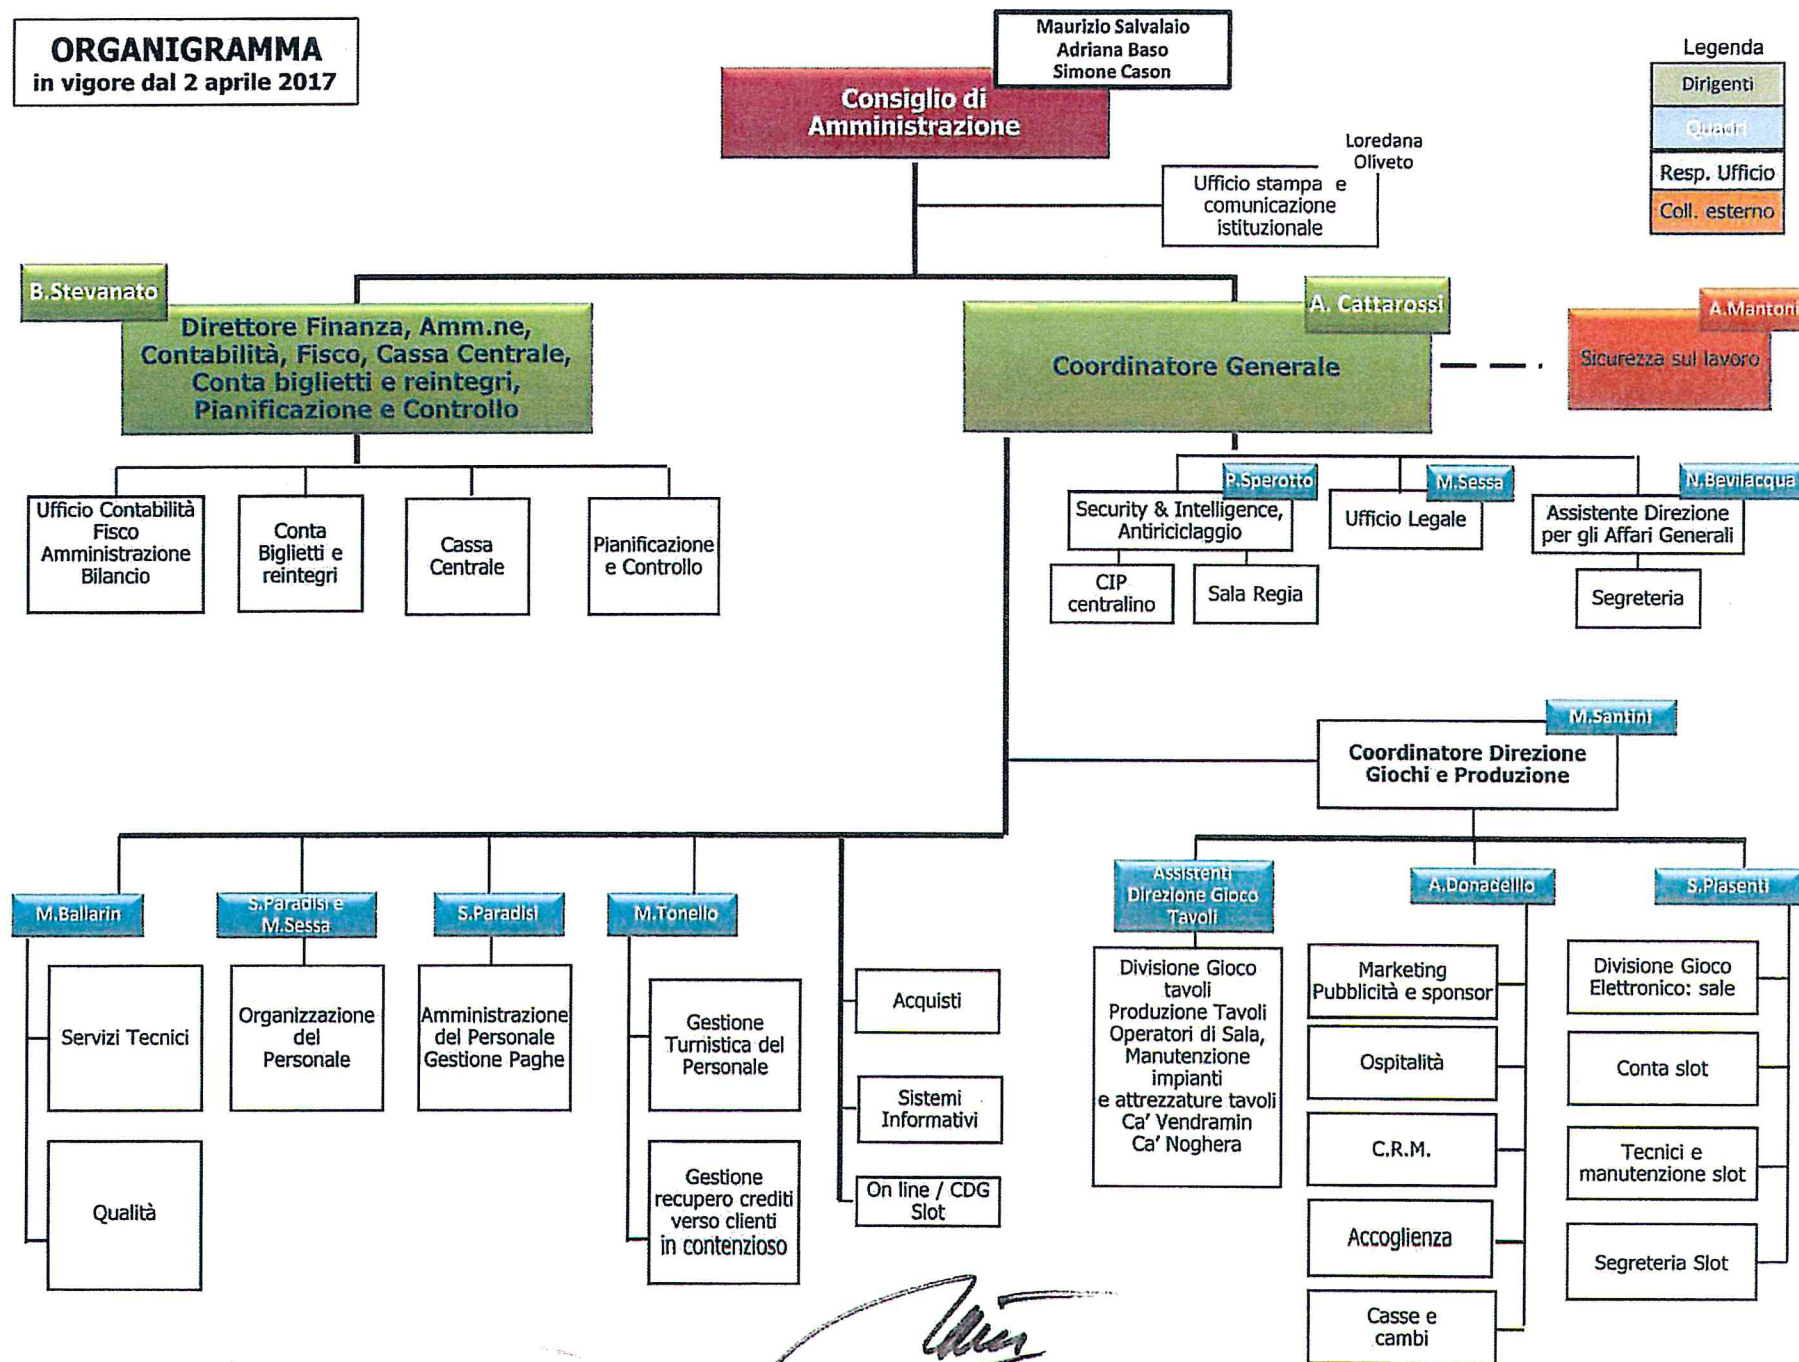 ORGANIGRAMMA
in vigore dal 2 aprile 2017
Maurizio Salvalaio
Adriana Baso
Simone Cason
Consiglio di
Amministrazione
Legenda
Dirigenti
Quadri
Resp. Ufficio
Coll. esterno
Loredana
Oliveto
Ufficio stampa e
comunicazione
istituzionale
B.Stevanato
Direttore Finanza, Amm.ne,
Contabilità, Fisco, Cassa Centrale,
Conta biglietti e reintegri,
Pianificazione e Controllo
A. Cattarossi
Coordinatore Generale
A.Mantoni
Sicurezza sul lavoro
Ufficio Contabilità
Fisco
Amministrazione
Bilancio
Conta
Biglietti e
reintegri
Cassa
Centrale
Pianificazione
e Controllo
P.Sperotto
Security & Intelligence,
Antiriciclaggio
CIP
centralino
Sala Regia
M.Sessa
Ufficio Legale
N.Bevilacqua
Assistente Direzione
per gli Affari Generali
Segreteria
M.Santini
Coordinatore Direzione
Giochi e Produzione
M.Ballarin
Servizi Tecnici
Qualità
S.Paradisi e
M.Sessa
Organizzazione
del
Personale
S.Paradisi
Amministrazione
del Personale
Gestione Paghe
M.Tonello
Gestione
Turnistica del
Personale
Gestione
recupero crediti
verso clienti
in contenzioso
Acquisti
Sistemi
Informativi
On line / CDG
Slot
Assistenti
Direzione Gioco
Tavoli
Divisione Gioco
tavoli
Produzione Tavoli
Operatori di Sala,
Manutenzione
impianti
e attrezzature tavoli
Ca' Vendramin
Ca' Noghera
A.Donadello
Marketing
Pubblicità e sponsor
Ospitalità
C.R.M.
Accoglienza
Casse e
cambi
S.Piasenti
Divisione Gioco
Elettronico: sale
Conta slot
Tecnici e
manutenzione slot
Segreteria Slot